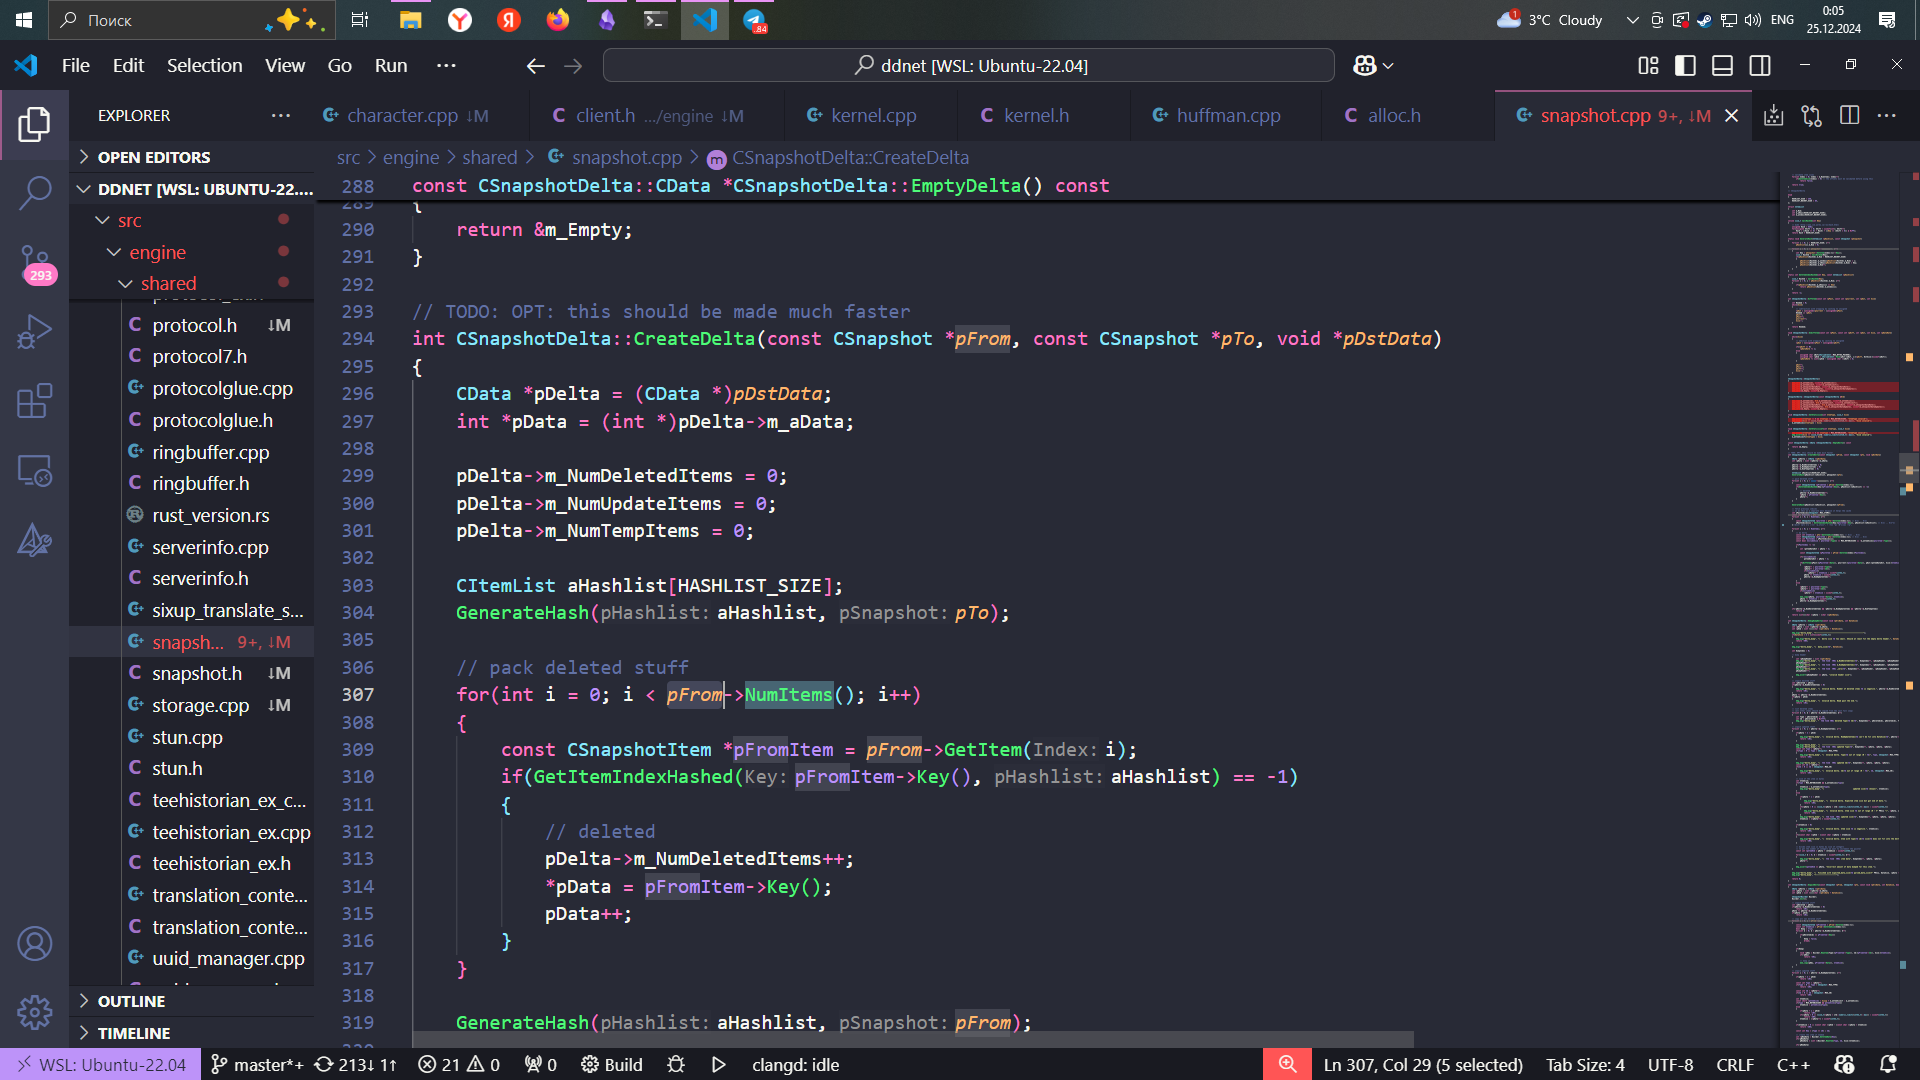 Поиск
84
1
3°C Cloudy
ENG
0:05
25.12.2024
File Edit Selection View Go Run ···
ddnet [WSL: Ubuntu-22.04]
EXPLORER ···
character.cpp ↓M
client.h .../engine ↓M
kernel.cpp
kernel.h
huffman.cpp
alloc.h
snapshot.cpp 9+, ↓M
OPEN EDITORS
DDNET [WSL: UBUNTU-22....
src
engine
shared
protocol.h ↓M
protocol7.h
protocolglue.cpp
protocolglue.h
ringbuffer.cpp
ringbuffer.h
rust_version.rs
serverinfo.cpp
serverinfo.h
sixup_translate_s...
snapsh... 9+, ↓M
snapshot.h ↓M
storage.cpp ↓M
stun.cpp
stun.h
teehistorian_ex_c...
teehistorian_ex.cpp
teehistorian_ex.h
translation_conte...
translation_conte...
uuid_manager.cpp
OUTLINE
TIMELINE
293
src > engine > shared > snapshot.cpp > CSnapshotDelta::CreateDelta
288 const CSnapshotDelta::CData *CSnapshotDelta::EmptyDelta() const
289 {
290 return &m_Empty;
291 }
292
293 // TODO: OPT: this should be made much faster
294 int CSnapshotDelta::CreateDelta(const CSnapshot *pFrom, const CSnapshot *pTo, void *pDstData)
295 {
296 CData *pDelta = (CData *)pDstData;
297 int *pData = (int *)pDelta->m_aData;
298
299 pDelta->m_NumDeletedItems = 0;
300 pDelta->m_NumUpdateItems = 0;
301 pDelta->m_NumTempItems = 0;
302
303 CItemList aHashlist[HASHLIST_SIZE];
304 GenerateHash(pHashlist: aHashlist, pSnapshot: pTo);
305
306 // pack deleted stuff
307 for(int i = 0; i < pFrom->NumItems(); i++)
308 {
309 const CSnapshotItem *pFromItem = pFrom->GetItem(Index: i);
310 if(GetItemIndexHashed(Key: pFromItem->Key(), pHashlist: aHashlist) == -1)
311 {
312 // deleted
313 pDelta->m_NumDeletedItems++;
314 *pData = pFromItem->Key();
315 pData++;
316 }
317 }
318
319 GenerateHash(pHashlist: aHashlist, pSnapshot: pFrom);
WSL: Ubuntu-22.04 master*+ 213↓ 1↑ 21 0 0 Build clangd: idle Ln 307, Col 29 (5 selected) Tab Size: 4 UTF-8 CRLF C++